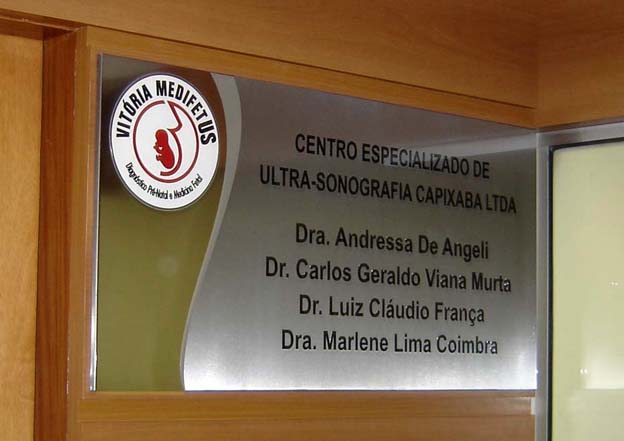 VITÓRIA MEDIFETUS
Diagnóstico Pré-Natal e Medicina Fetal
CENTRO ESPECIALIZADO DE
ULTRA-SONOGRAFIA CAPIXABA LTDA
Dra. Andressa De Angeli
Dr. Carlos Geraldo Viana Murta
Dr. Luiz Cláudio França
Dra. Marlene Lima Coimbra